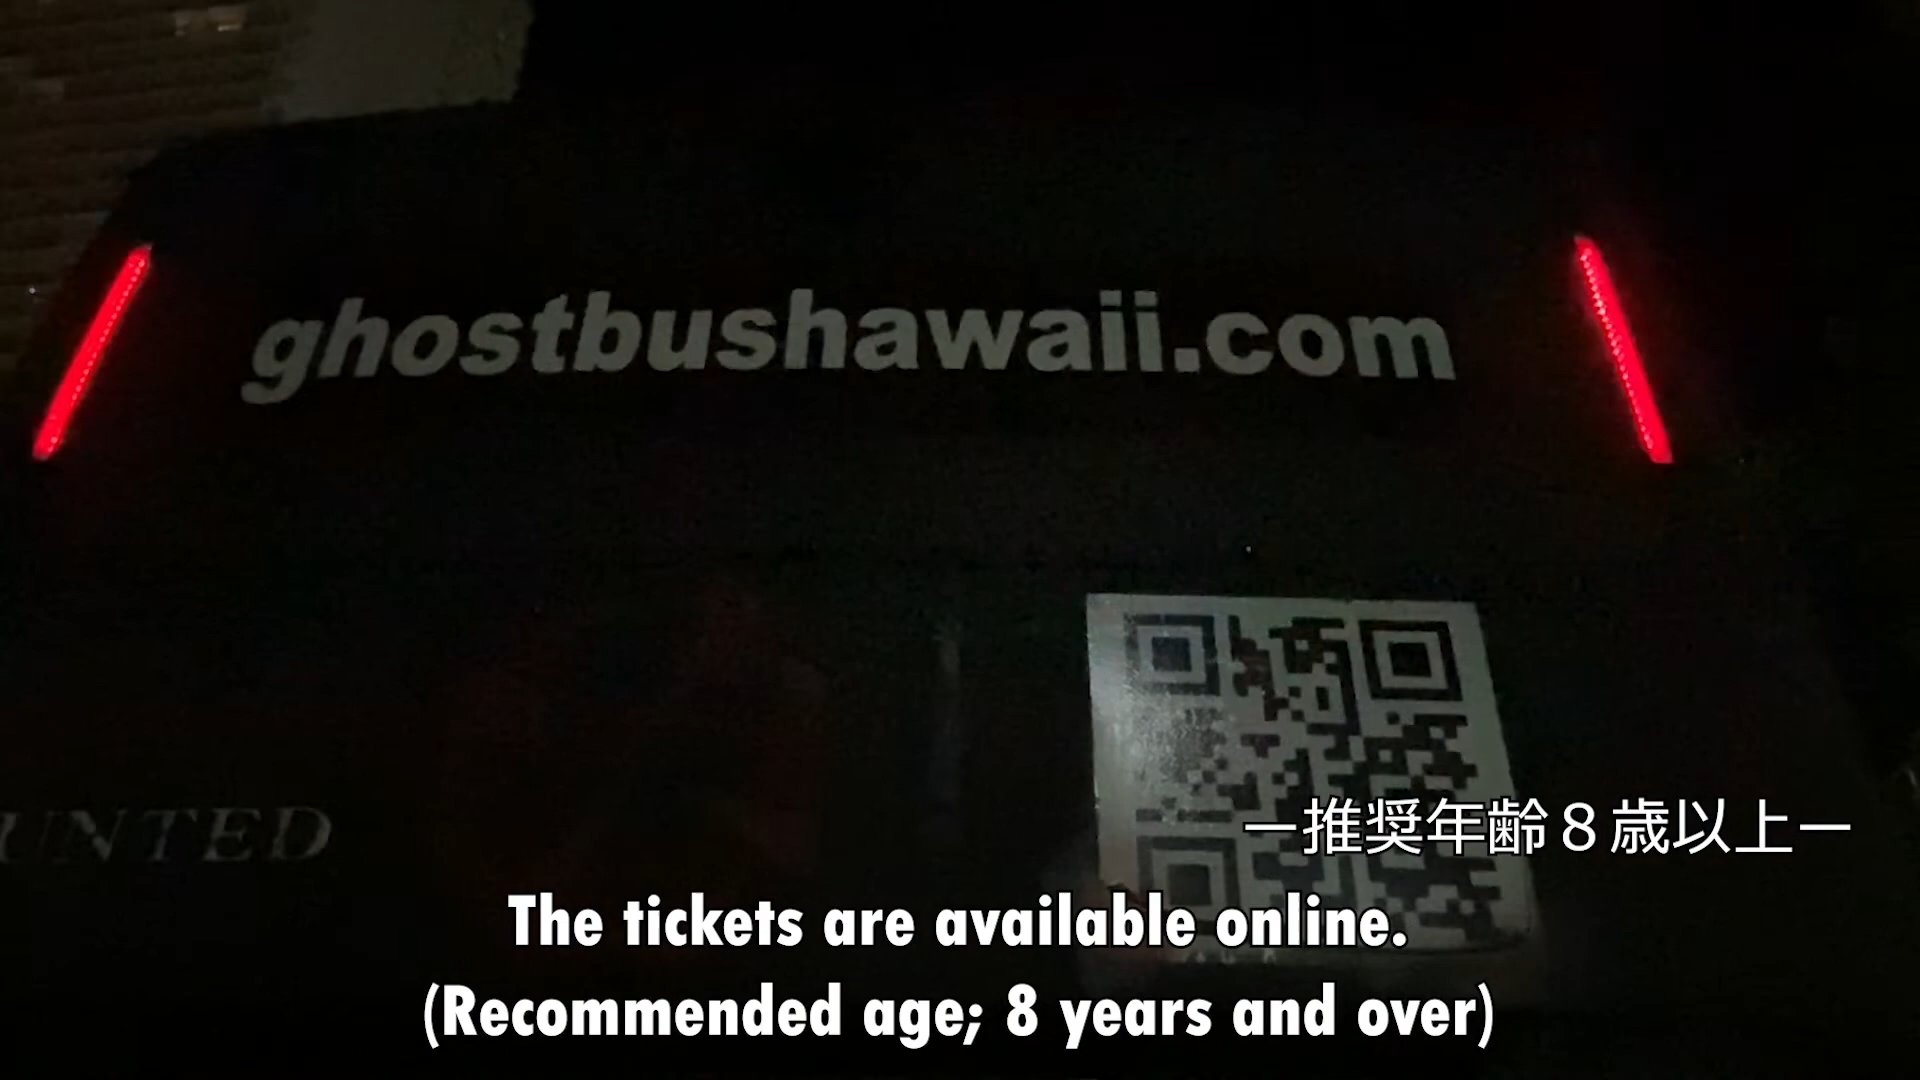 ghostbushawaii.com
UNTED
ー推奨年齢８歳以上ー
The tickets are available online.
(Recommended age; 8 years and over)